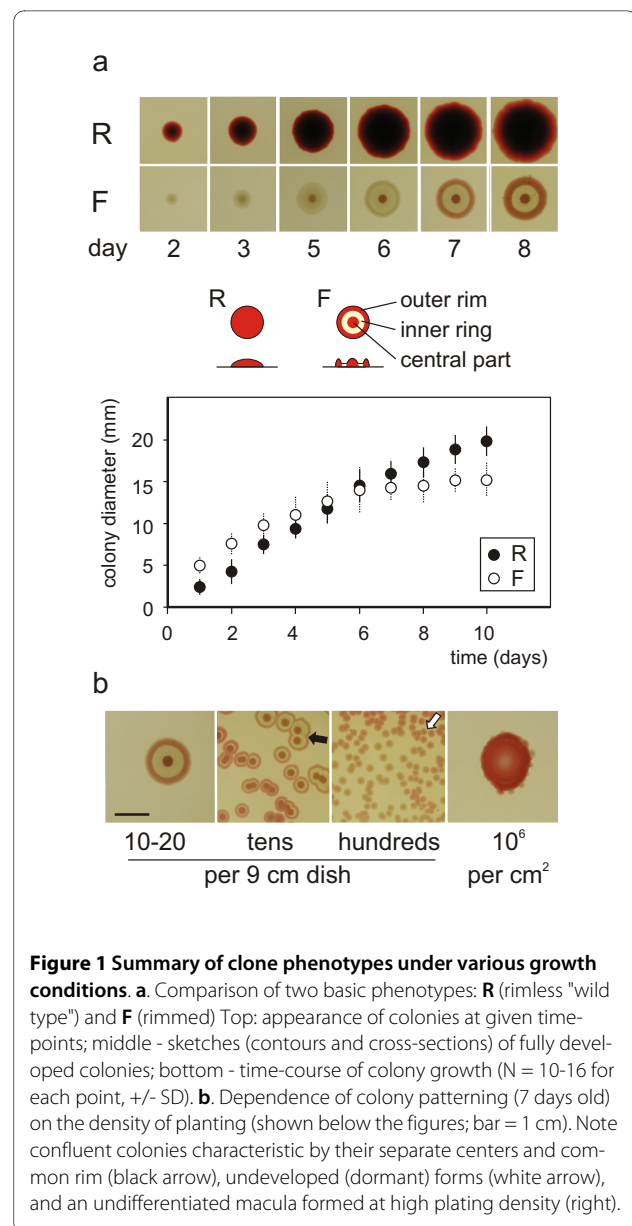 a
R
F
day 2 3 5 6 7 8
R F
outer rim
inner ring
central part
colony diameter (mm)
20
15
10
5
0
R
F
0 2 4 6 8 10
time (days)
b
10-20 tens hundreds 10⁶
per 9 cm dish per cm²
Figure 1 Summary of clone phenotypes under various growth
conditions. a. Comparison of two basic phenotypes: R (rimless "wild
type") and F (rimmed) Top: appearance of colonies at given time-
points; middle - sketches (contours and cross-sections) of fully devel-
oped colonies; bottom - time-course of colony growth (N = 10-16 for
each point, +/- SD). b. Dependence of colony patterning (7 days old)
on the density of planting (shown below the figures; bar = 1 cm). Note
confluent colonies characteristic by their separate centers and com-
mon rim (black arrow), undeveloped (dormant) forms (white arrow),
and an undifferentiated macula formed at high plating density (right).